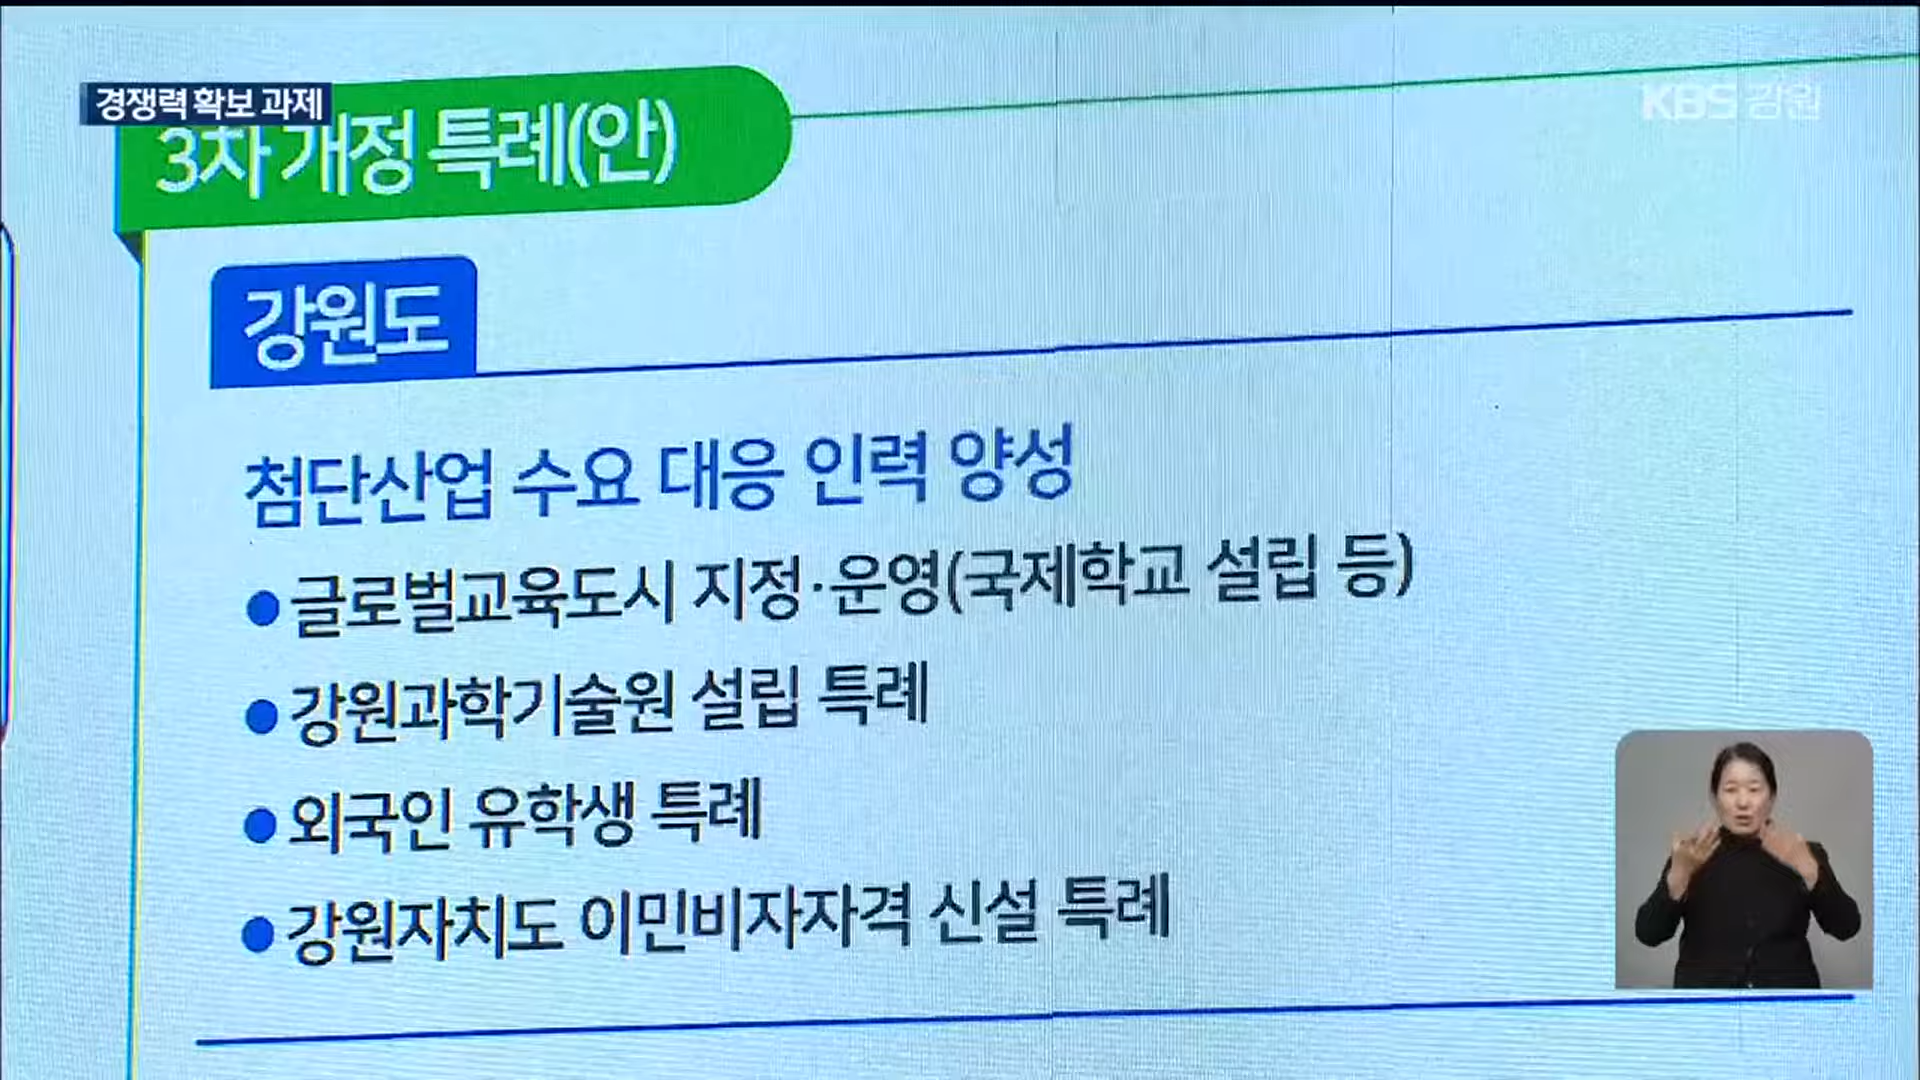 경쟁력 확보 과제
KBS 강원
3차 개정 특례(안)
강원도
첨단산업 수요 대응 인력 양성
●글로벌교육도시 지정·운영(국제학교 설립 등)
●강원과학기술원 설립 특례
●외국인 유학생 특례
●강원자치도 이민비자자격 신설 특례